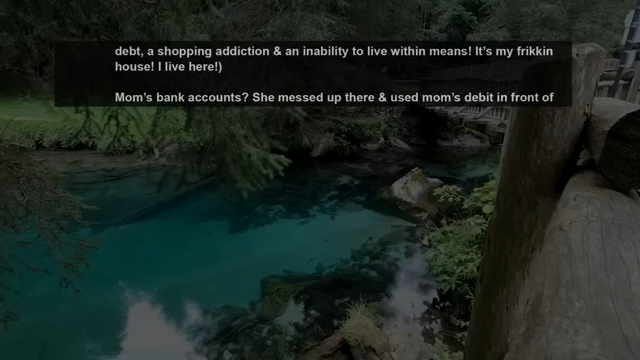 debt, a shopping addiction & an inability to live within means! It's my frikkin
house! I live here!)
Mom's bank accounts? She messed up there & used mom's debit in front of